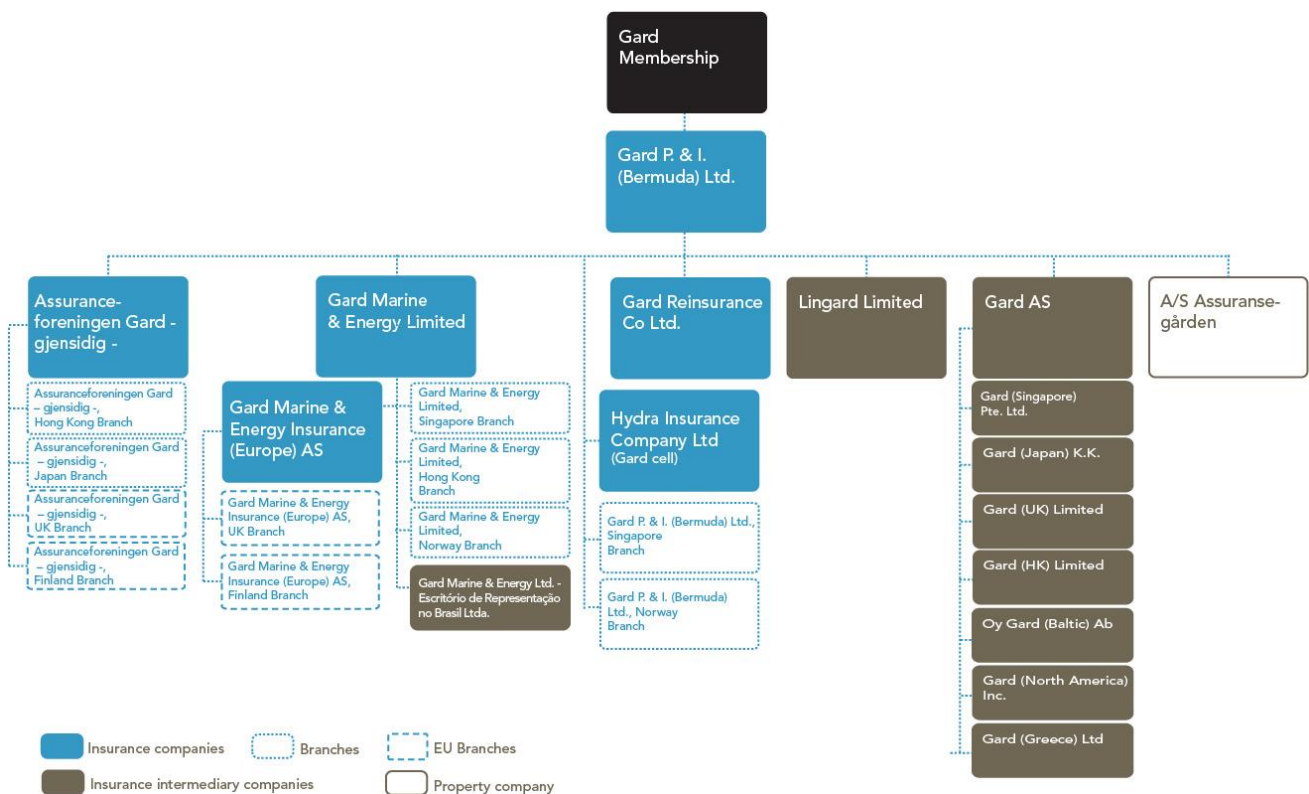 Gard
Membership
Gard P. & I.
(Bermuda) Ltd.
Assurance-
foreningen Gard -
gjensidig -
Assuranceforeningen Gard
– gjensidig -,
Hong Kong Branch
Assuranceforeningen Gard
– gjensidig -,
Japan Branch
Assuranceforeningen Gard
– gjensidig -,
UK Branch
Assuranceforeningen Gard
– gjensidig -,
Finland Branch
Gard Marine
& Energy Limited
Gard Marine &
Energy Insurance
(Europe) AS
Gard Marine & Energy
Insurance (Europe) AS,
UK Branch
Gard Marine & Energy
Insurance (Europe) AS,
Finland Branch
Gard Marine & Energy
Limited,
Singapore Branch
Gard Marine & Energy
Limited,
Hong Kong
Branch
Gard Marine & Energy
Limited,
Norway Branch
Gard Marine & Energy Ltd. -
Escritório de Representação
no Brasil Ltda.
Gard Reinsurance
Co Ltd.
Hydra Insurance
Company Ltd
(Gard cell)
Gard P. & I. (Bermuda) Ltd.,
Singapore
Branch
Gard P. & I. (Bermuda)
Ltd., Norway
Branch
Lingard Limited
Gard AS
Gard (Singapore)
Pte. Ltd.
Gard (Japan) K.K.
Gard (UK) Limited
Gard (HK) Limited
Oy Gard (Baltic) Ab
Gard (North America)
Inc.
Gard (Greece) Ltd
A/S Assuranse-
gården
Insurance companies
Branches
EU Branches
Insurance intermediary companies
Property company